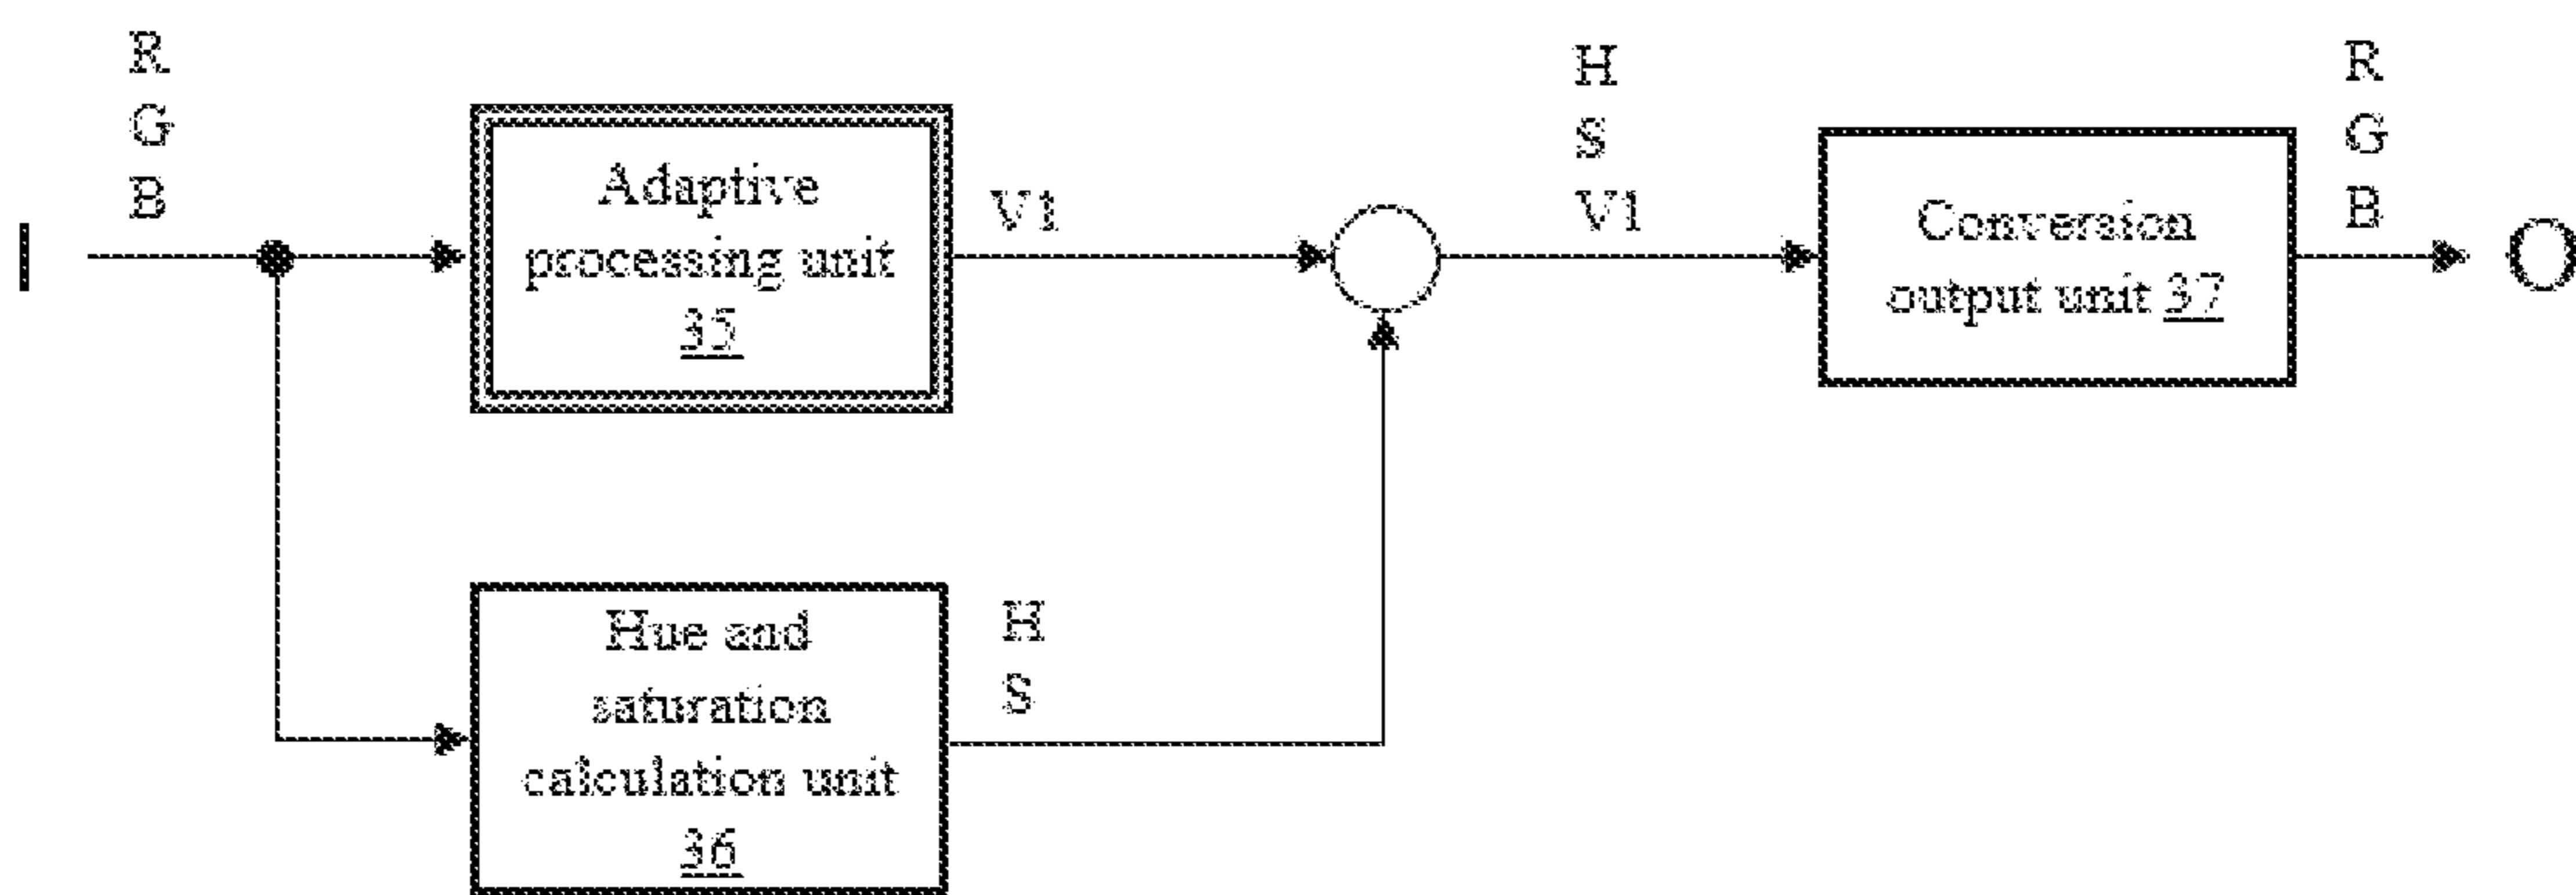 R
G
B
I
Adaptive
processing unit
35
V1
H
S
V1
Conversion
output unit 37
R
G
B
O
Hue and
saturation
calculation unit
36
H
S